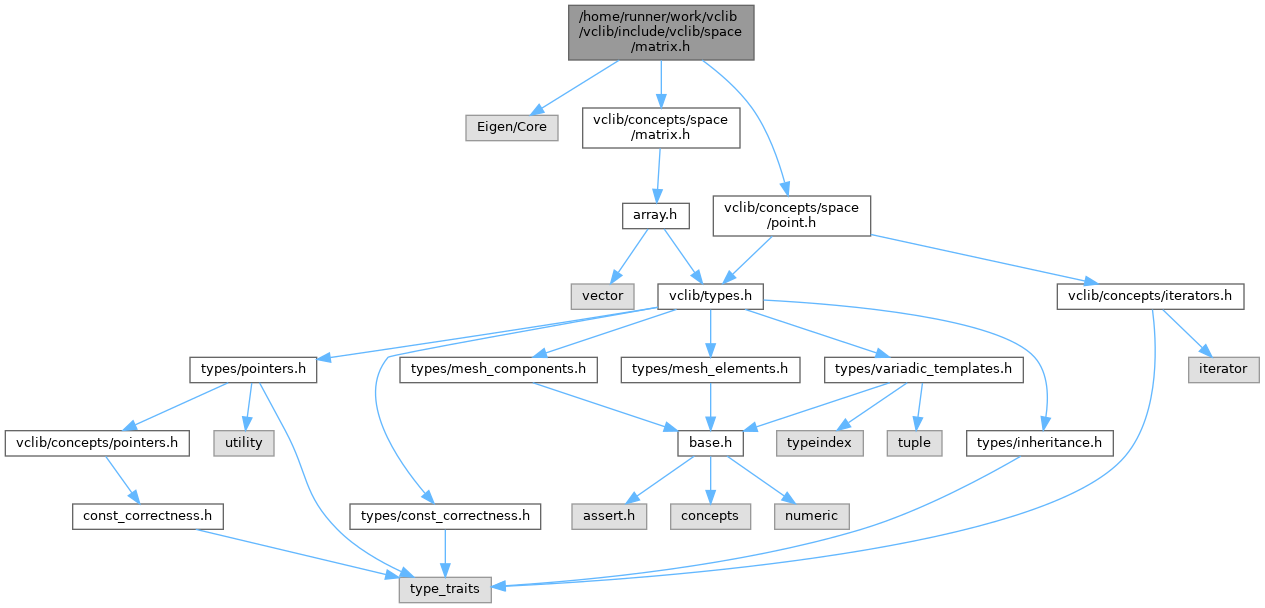 /home/runner/work/vclib
/vclib/include/vclib/space
/matrix.h
Eigen/Core
vclib/concepts/space
/matrix.h
array.h
vclib/concepts/space
/point.h
vector
vclib/types.h
vclib/concepts/iterators.h
types/pointers.h
types/mesh_components.h
types/mesh_elements.h
types/variadic_templates.h
iterator
vclib/concepts/pointers.h
utility
base.h
typeindex
tuple
types/inheritance.h
const_correctness.h
types/const_correctness.h
assert.h
concepts
numeric
type_traits